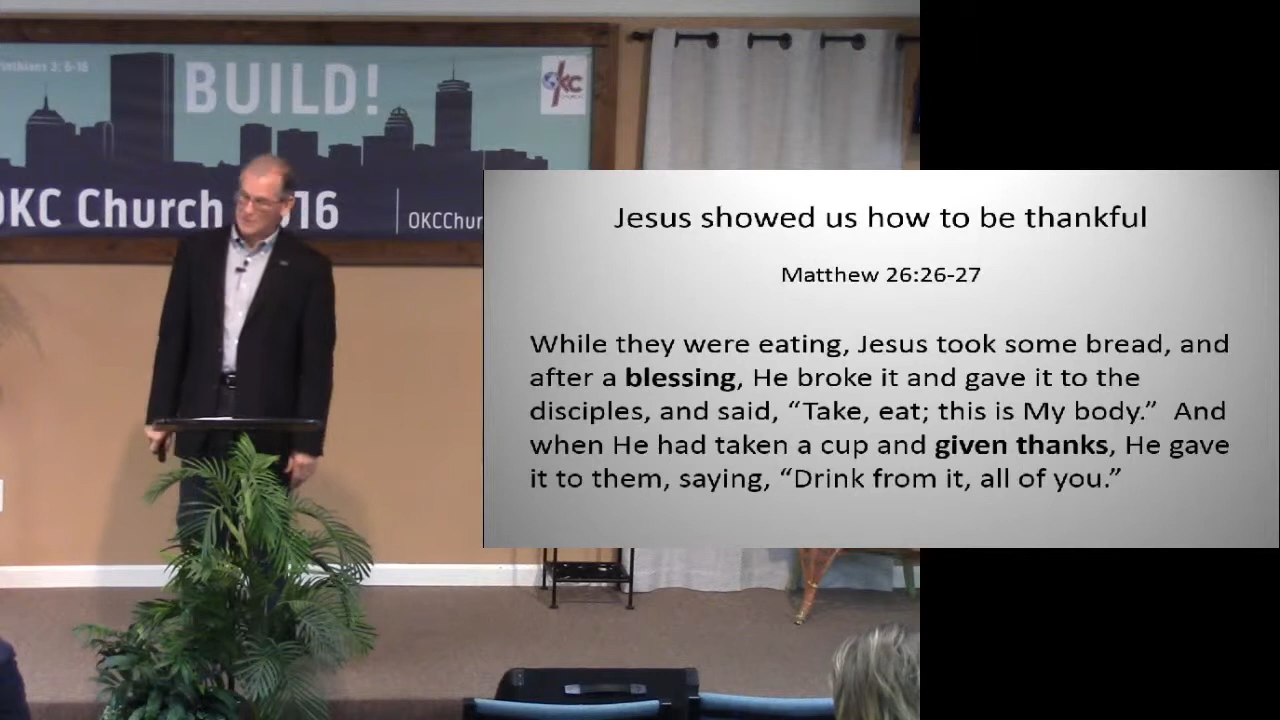 BUILD!
KC
OKC Church
16
OKCChur
Jesus showed us how to be thankful
Matthew 26:26-27
While they were eating, Jesus took some bread, and
after a blessing, He broke it and gave it to the
disciples, and said, “Take, eat; this is My body.” And
when He had taken a cup and given thanks, He gave
it to them, saying, “Drink from it, all of you.”